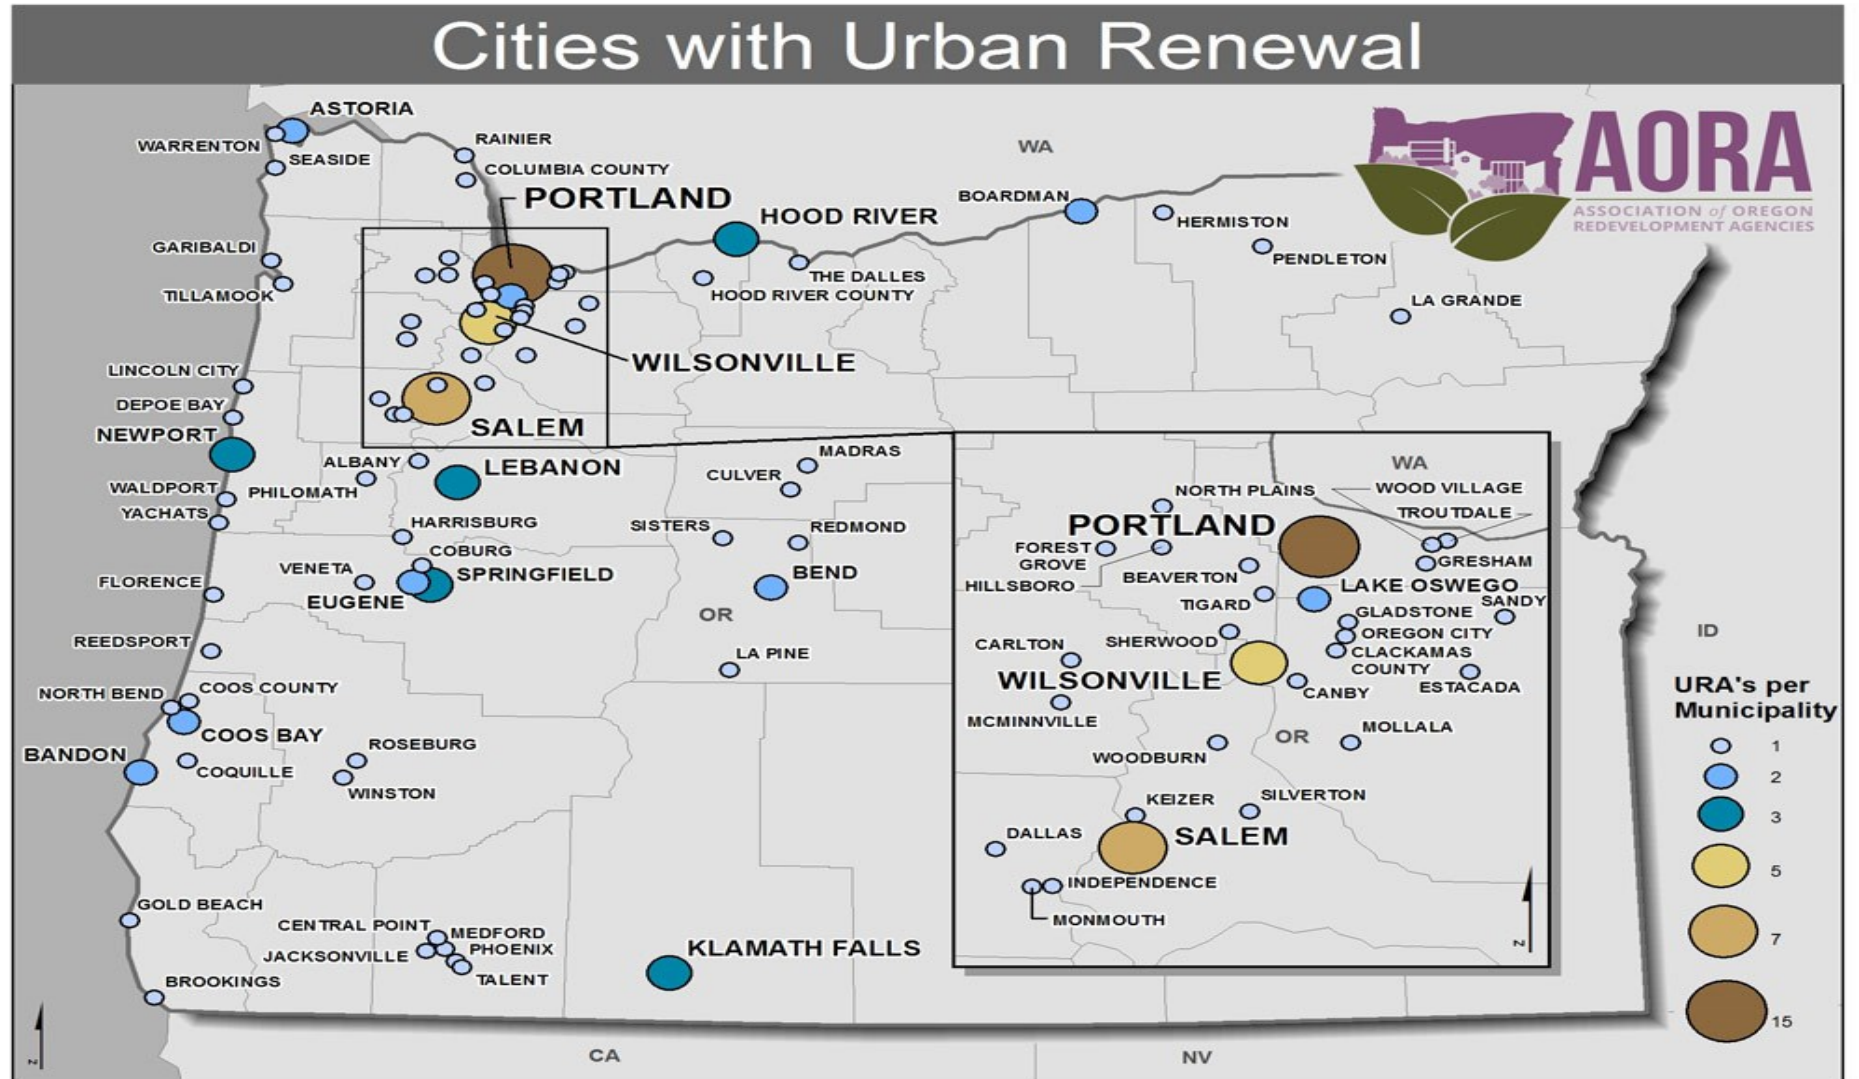 Cities with Urban Renewal
ASTORIA
WARRENTON
SEASIDE
RAINIER
COLUMBIA COUNTY
PORTLAND
WA
BOARDMAN
HOOD RIVER
HERMISTON
PENDLETON
GARIBALDI
TILLAMOOK
THE DALLES
HOOD RIVER COUNTY
LA GRANDE
AORA
ASSOCIATION of OREGON
REDEVELOPMENT AGENCIES
WILSONVILLE
LINCOLN CITY
DEPOE BAY
NEWPORT
SALEM
ALBANY
LEBANON
PHILOMATH
WALDPORT
YACHATS
MADRAS
CULVER
HARRISBURG
SISTERS
REDMOND
COBURG
VENETA
SPRINGFIELD
EUGENE
FLORENCE
BEND
OR
REEDSPORT
LA PINE
NORTH BEND
COOS COUNTY
COOS BAY
BANDON
COQUILLE
ROSEBURG
WINSTON
GOLD BEACH
CENTRAL POINT
MEDFORD
JACKSONVILLE
PHOENIX
TALENT
KLAMATH FALLS
BROOKINGS
CA
NV
ID
N
WA
NORTH PLAINS
WOOD VILLAGE
TROUTDALE
PORTLAND
FOREST
GROVE
HILLSBORO
GRESHAM
BEAVERTON
LAKE OSWEGO
TIGARD
SANDY
GLADSTONE
SHERWOOD
OREGON CITY
CARLTON
CLACKAMAS
COUNTY
WILSONVILLE
ESTACADA
CANBY
MCMINNVILLE
MOLLALA
OR
WOODBURN
KEIZER
SILVERTON
DALLAS
SALEM
INDEPENDENCE
MONMOUTH
N
URA's per
Municipality
1
2
3
5
7
15